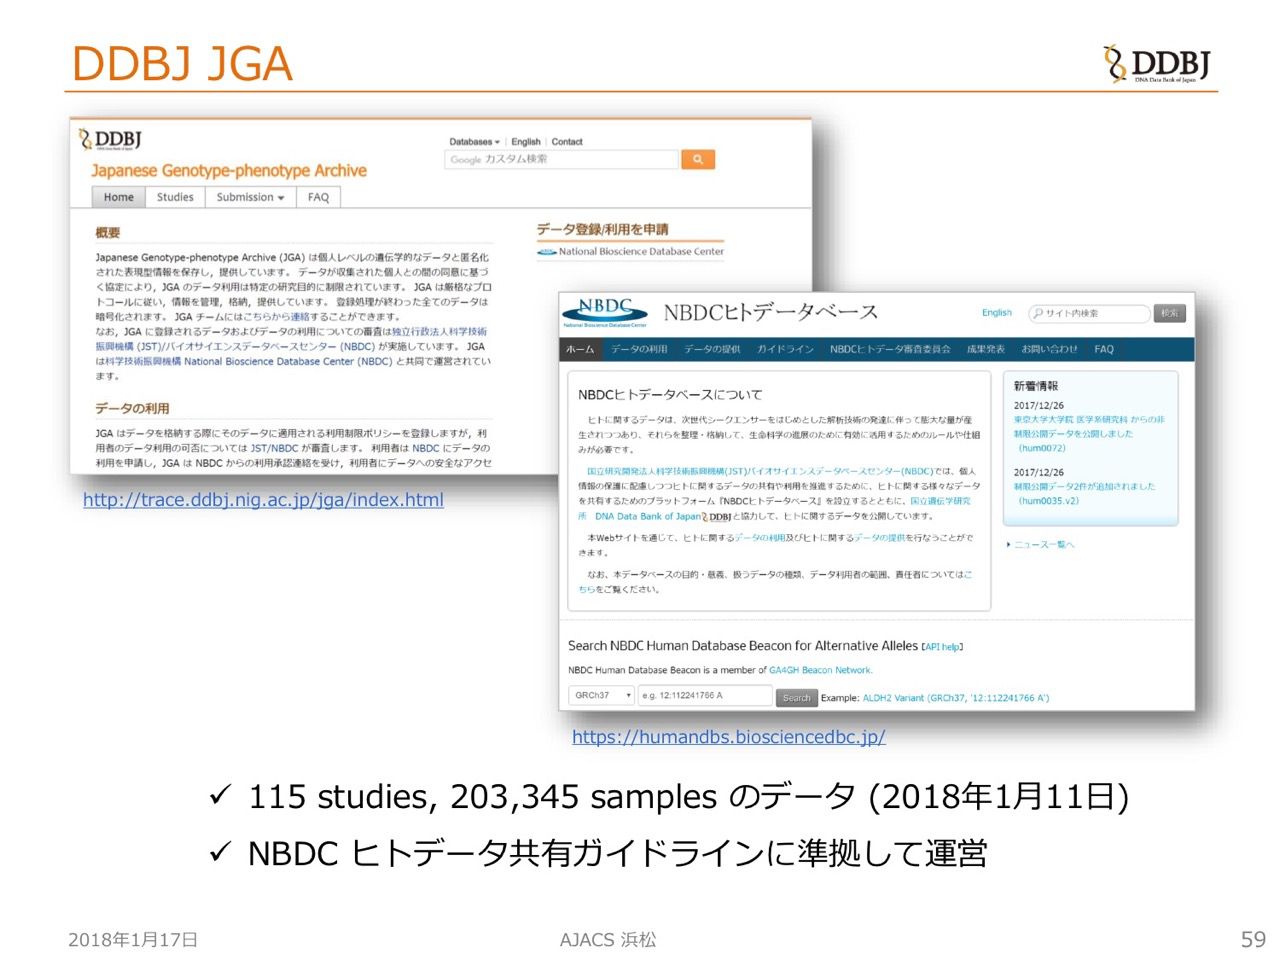 DDBJ JGA
DDBJ
DNA Data Bank of Japan
DDBJ
Databases | English | Contact
Google カスタム検索
Japanese Genotype-phenotype Archive
Home Studies Submission FAQ
概要
Japanese Genotype-phenotype Archive (JGA) は個人レベルの遺伝学的なデータと匿名化
された表現型情報を保存し，提供しています。 データが収集された個人との間の同意に基づ
く協定により，JGA のデータ利用は特定の研究目的に制限されています。 JGA は厳格なプロ
トコールに従い，情報を管理，格納，提供しています。 登録処理が終わった全てのデータは
暗号化されます。 JGA チームにはこちらから連絡することができます。
なお，JGA に登録されるデータおよびデータの利用についての審査は独立行政法人科学技術
振興機構 (JST)/バイオサイエンスデータベースセンター (NBDC) が実施しています。 JGA
は科学技術振興機構 National Bioscience Database Center (NBDC) と共同で運営されてい
ます。
データの利用
JGA はデータを格納する際にそのデータに適用される利用制限ポリシーを登録しますが，利
用者のデータ利用の可否については JST/NBDC が審査します。 利用者は NBDC にデータの
利用を申請し，JGA は NBDC からの利用承認連絡を受け，利用者にデータへの安全なアクセ
データ登録/利用を申請
National Bioscience Database Center
http://trace.ddbj.nig.ac.jp/jga/index.html
NBDC
National Bioscience Database Center
NBDCヒトデータベース
English サイト内検索 検索
ホーム データの利用 データの提供 ガイドライン NBDCヒトデータ審査委員会 成果発表 お問い合わせ FAQ
NBDCヒトデータベースについて
ヒトに関するデータは、次世代シークエンサーをはじめとした解析技術の発達に伴って膨大な量が産
生されつつあり、それらを整理・格納して、生命科学の進展のために有効に活用するためのルールや仕組
みが必要です。
国立研究開発法人科学技術振興機構(JST)バイオサイエンスデータベースセンター(NBDC)では、個人
情報の保護に配慮しつつヒトに関するデータの共有や利用を推進するために、ヒトに関する様々なデータ
を共有するためのプラットフォーム『NBDCヒトデータベース』を設立するとともに、国立遺伝学研究
所 DNA Data Bank of Japan DDBJ と協力して、ヒトに関するデータを公開しています。
本Webサイトを通じて、ヒトに関するデータの利用及びヒトに関するデータの提供を行なうことがで
きます。
なお、本データベースの目的・意義、扱うデータの種類、データ利用者の範囲、責任者についてはこ
ちらをご覧ください。
新着情報
2017/12/26
東京大学大学院 医学系研究科 からの非
制限公開データを公開しました
（hum0072）
2017/12/26
制限公開データ2件が追加されました
（hum0035.v2）
ニュース一覧へ
Search NBDC Human Database Beacon for Alternative Alleles [API help]
NBDC Human Database Beacon is a member of GA4GH Beacon Network.
GRCh37 e.g. 12:112241766 A Search Example: ALDH2 Variant (GRCh37, '12:112241766 A')
https://humandbs.biosciencedbc.jp/
✓ 115 studies, 203,345 samples のデータ (2018年1月11日)
✓ NBDC ヒトデータ共有ガイドラインに準拠して運営
2018年1月17日
AJACS 浜松
59